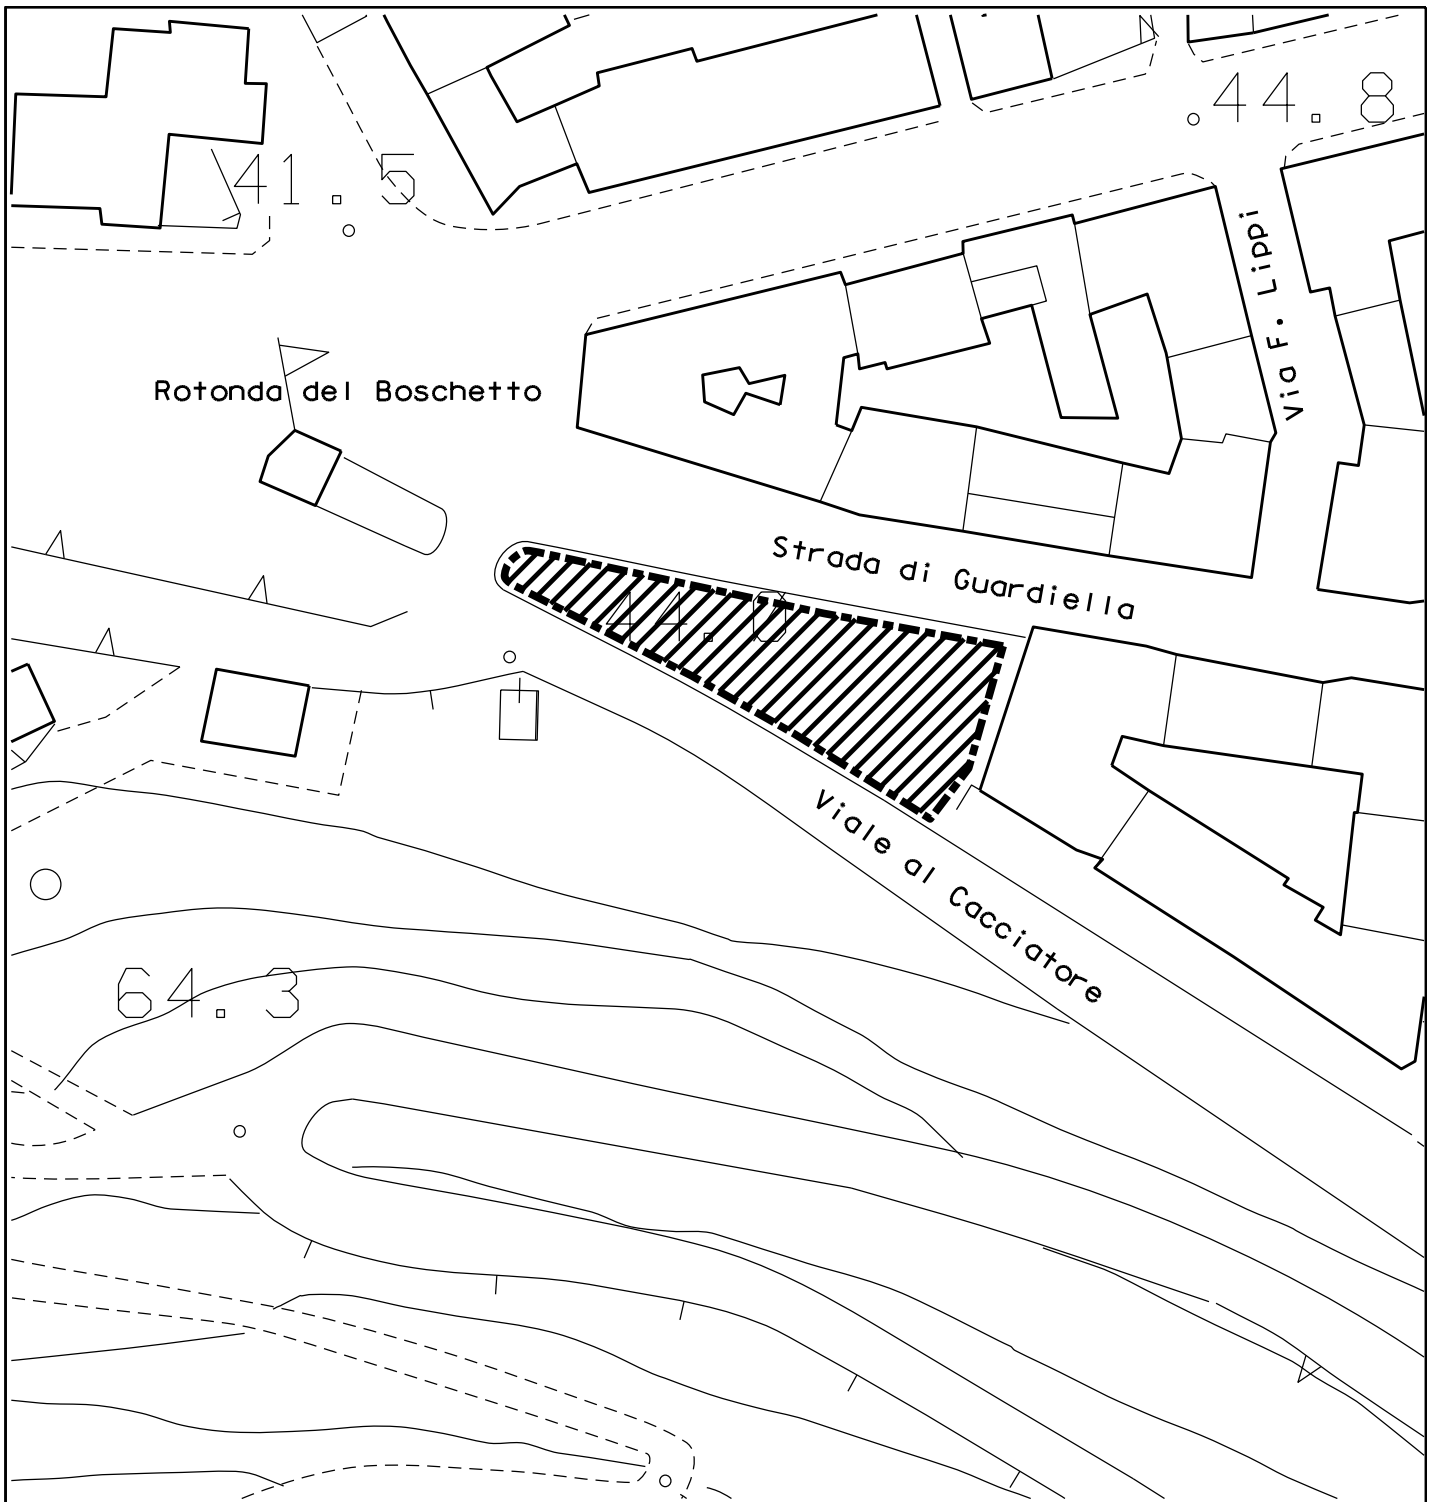 44.8
41.5
Via F. Lippi
Rotonda del Boschetto
Strada di Guardiella
44.0
Viale al Cacciatore
64.3